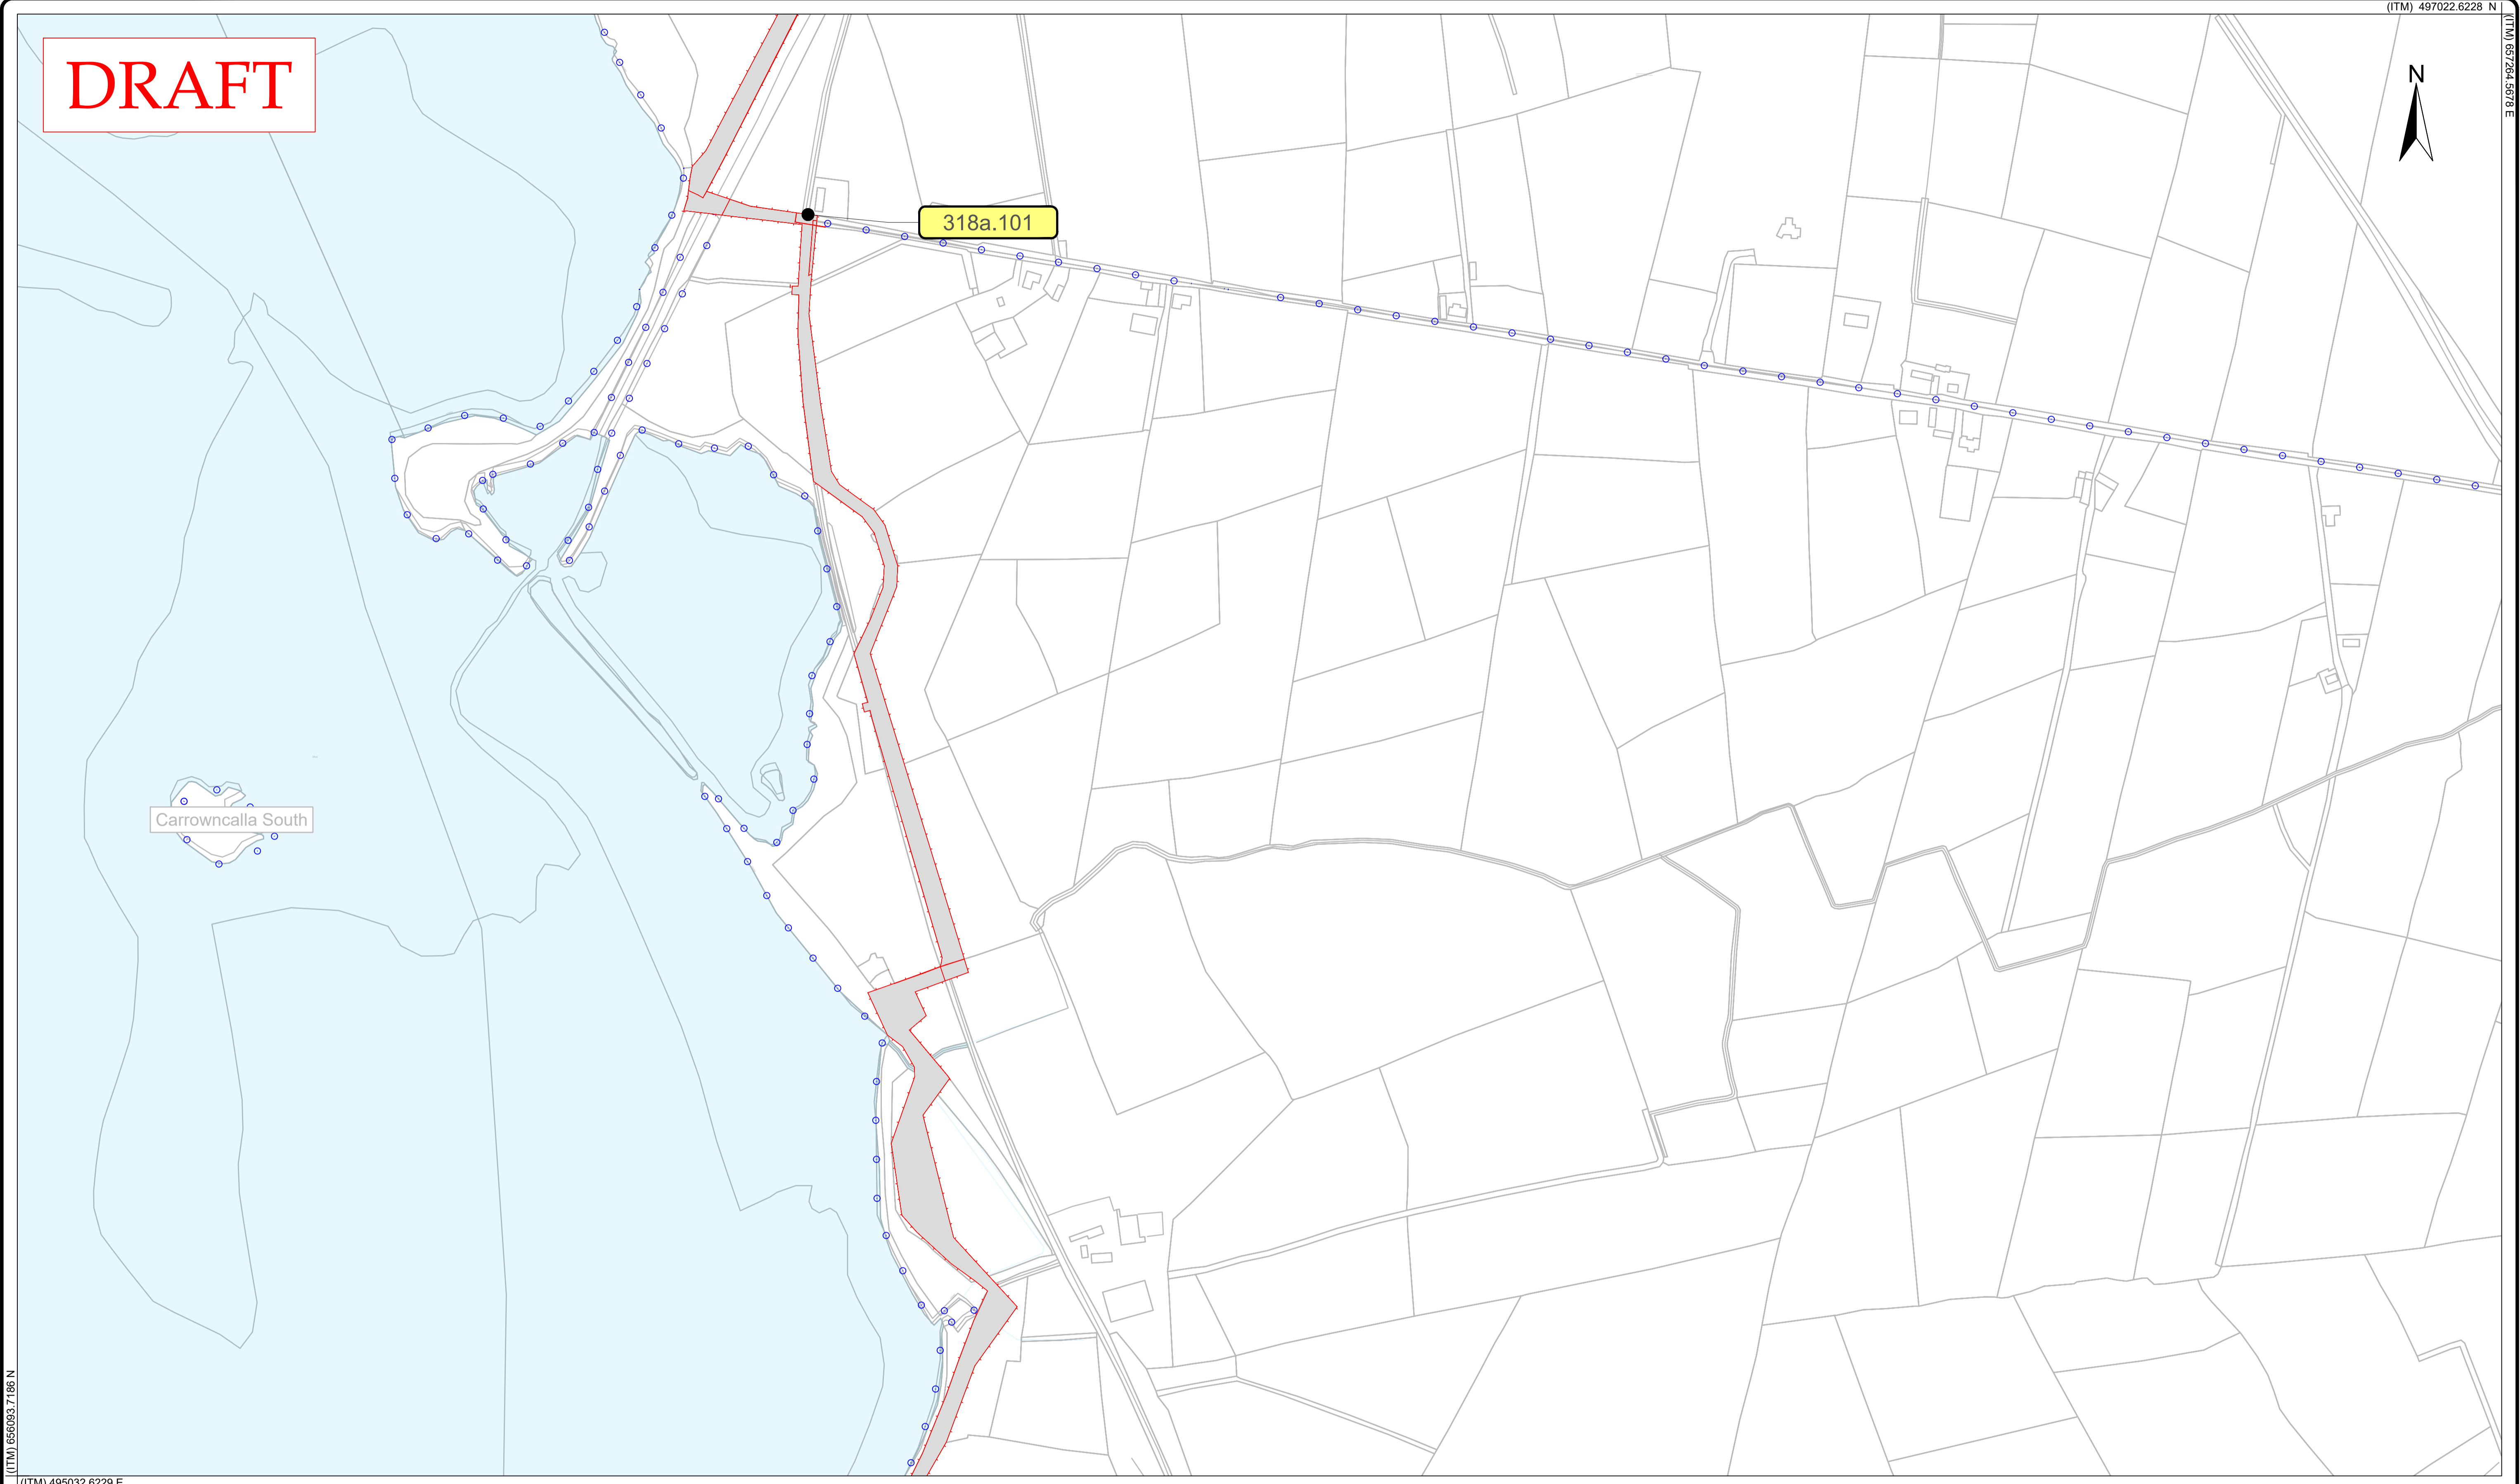 (ITM) 497022.6228 N
(ITM) 657264.5678 E
DRAFT
N
318a.101
Carrowncalla South
(ITM) 656093.7186 N
(ITM) 495032.6229 E